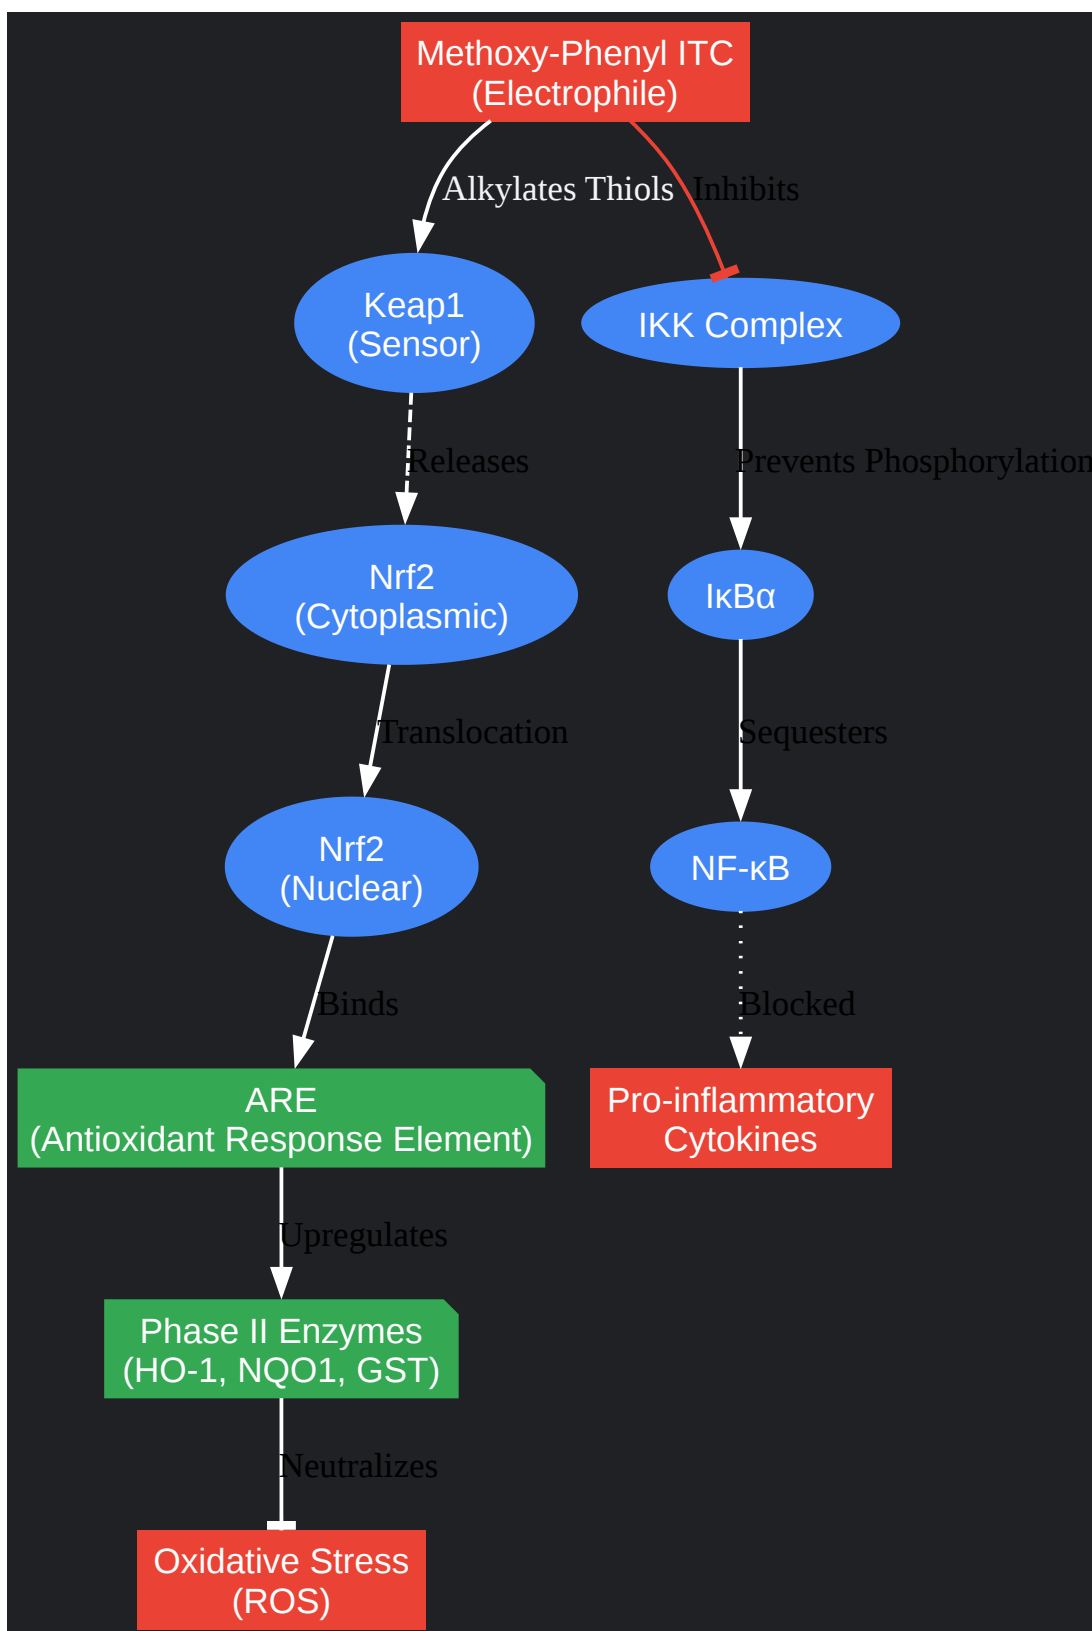 Methoxy-Phenyl ITC
(Electrophile)
Alkylates Thiols
Inhibits
Keap1
(Sensor)
IKK Complex
Releases
Prevents Phosphorylation
Nrf2
(Cytoplasmic)
IκBα
Translocation
Sequesters
Nrf2
(Nuclear)
NF-κB
Binds
Blocked
ARE
(Antioxidant Response Element)
Pro-inflammatory
Cytokines
Upregulates
Phase II Enzymes
(HO-1, NQO1, GST)
Neutralizes
Oxidative Stress
(ROS)